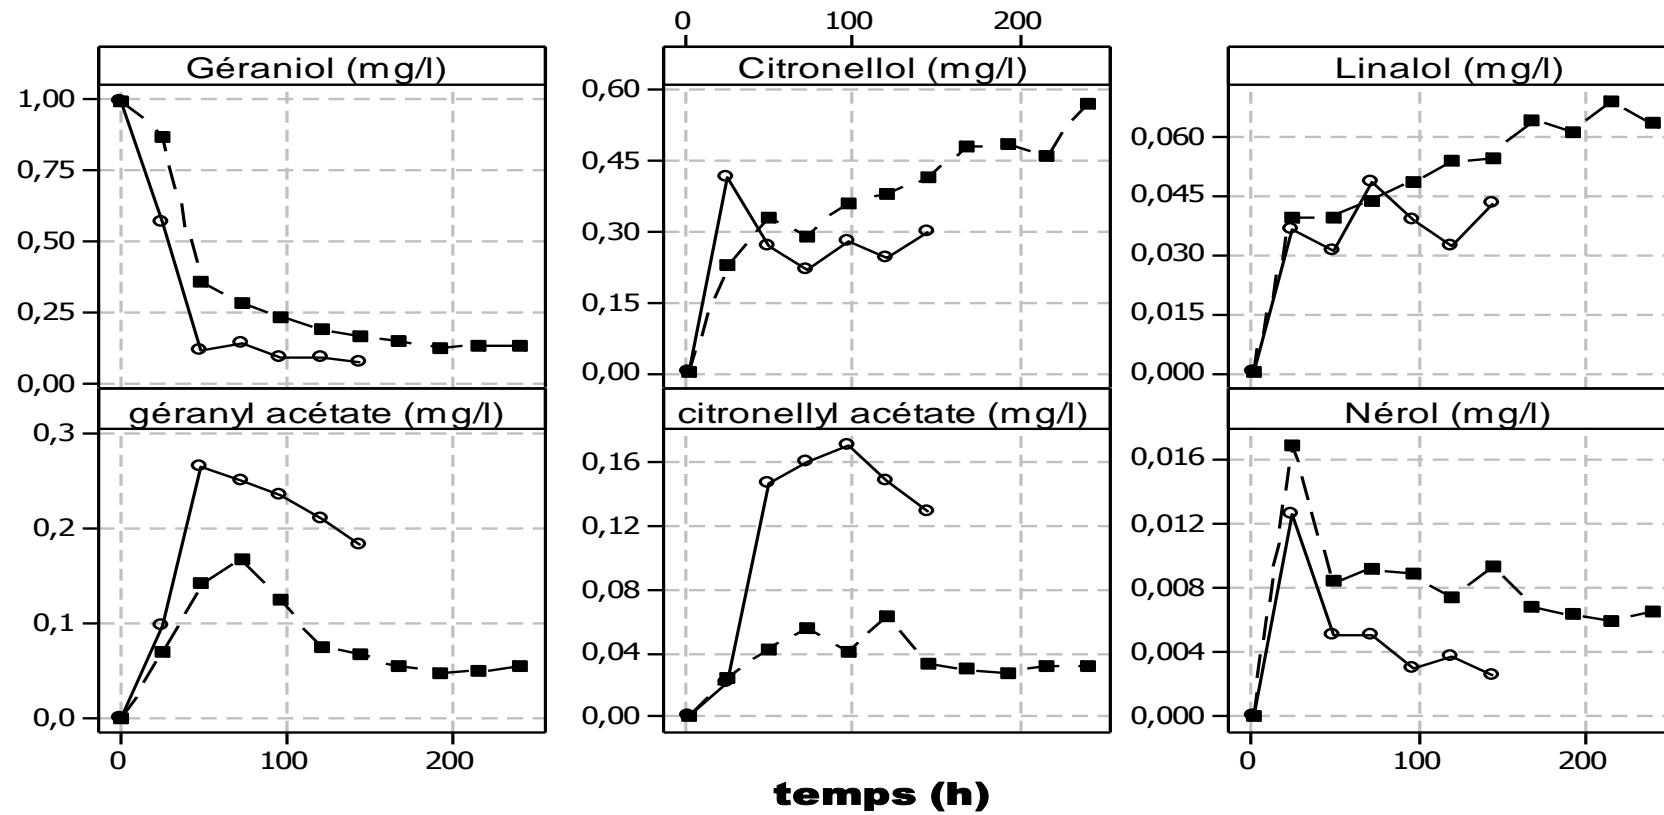 0 100 200
Géraniol (mg/l) Citronellol (mg/l) Linalol (mg/l)
1,00 0,60
0,75 0,45 0,060
0,50 0,30 0,045
0,25 0,15 0,030
0,00 0,00 0,015
0,000
géranyl acétate (mg/l) citronellyl acétate (mg/l) Nérol (mg/l)
0,3 0,16 0,016
0,2 0,12 0,012
0,1 0,08 0,008
0,0 0,04 0,004
0,00 0,000
0 100 200 0 100 200
temps (h)